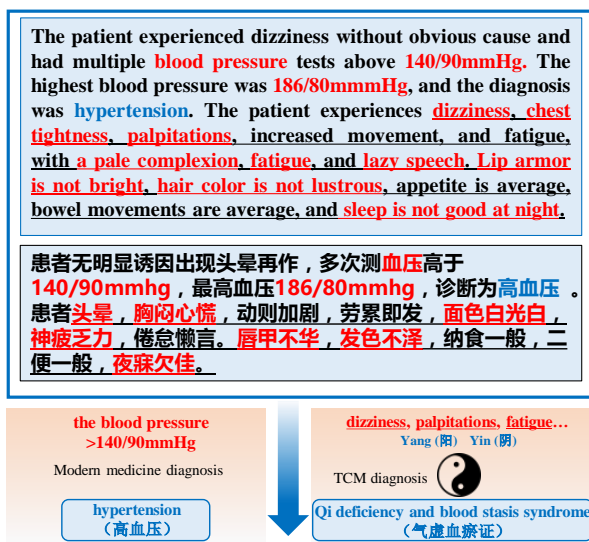 The patient experienced dizziness without obvious cause and
had multiple blood pressure tests above 140/90mmHg. The
highest blood pressure was 186/80mmmHg, and the diagnosis
was hypertension. The patient experiences dizziness, chest
tightness, palpitations, increased movement, and fatigue,
with a pale complexion, fatigue, and lazy speech. Lip armor
is not bright, hair color is not lustrous, appetite is average,
bowel movements are average, and sleep is not good at night.
患者无明显诱因出现头晕再作，多次测血压高于
140/90mmhg，最高血压186/80mmhg，诊断为高血压 。
患者头晕，胸闷心慌，动则加剧，劳累即发，面色白光白，
神疲乏力，倦怠懒言。唇甲不华，发色不泽，纳食一般，二
便一般，夜寐欠佳。
the blood pressure
>140/90mmHg
Modern medicine diagnosis
hypertension
（高血压）
dizziness, palpitations, fatigue…
Yang (阳) Yin (阴)
TCM diagnosis
Qi deficiency and blood stasis syndrome
（气虚血瘀证）